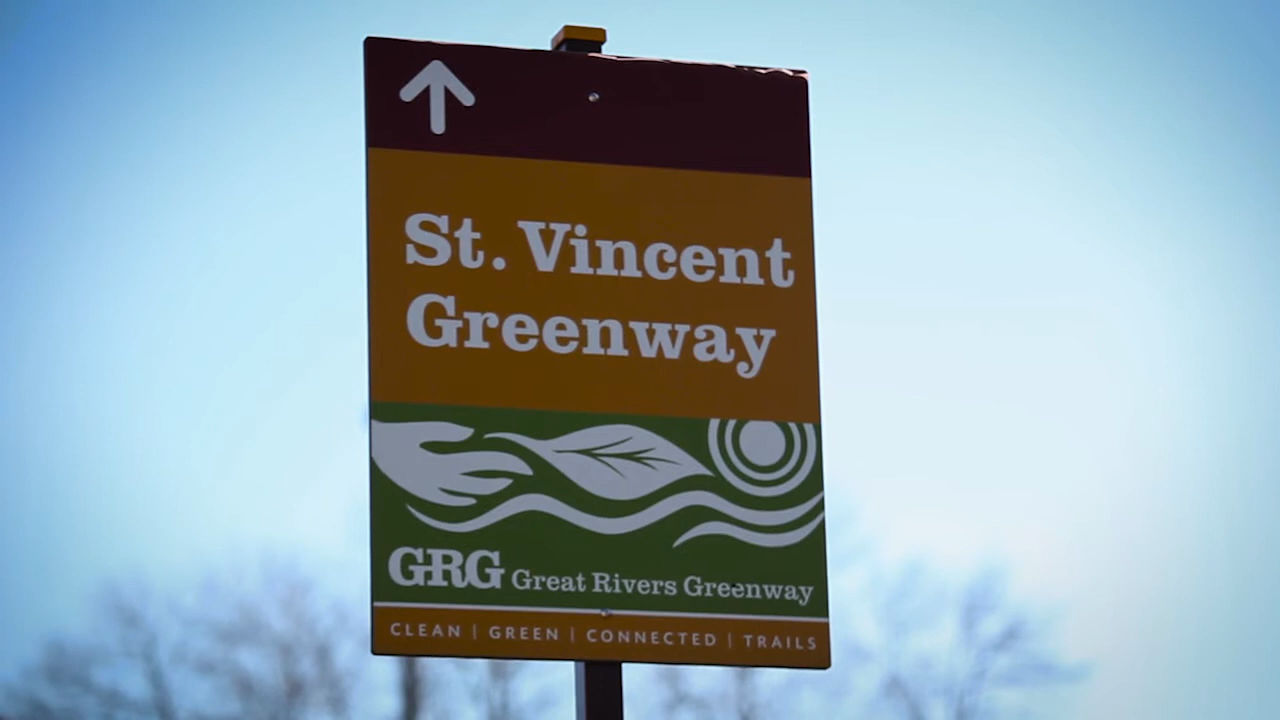 St. Vincent
Greenway
GRG Great Rivers Greenway
CLEAN | GREEN | CONNECTED | TRAILS